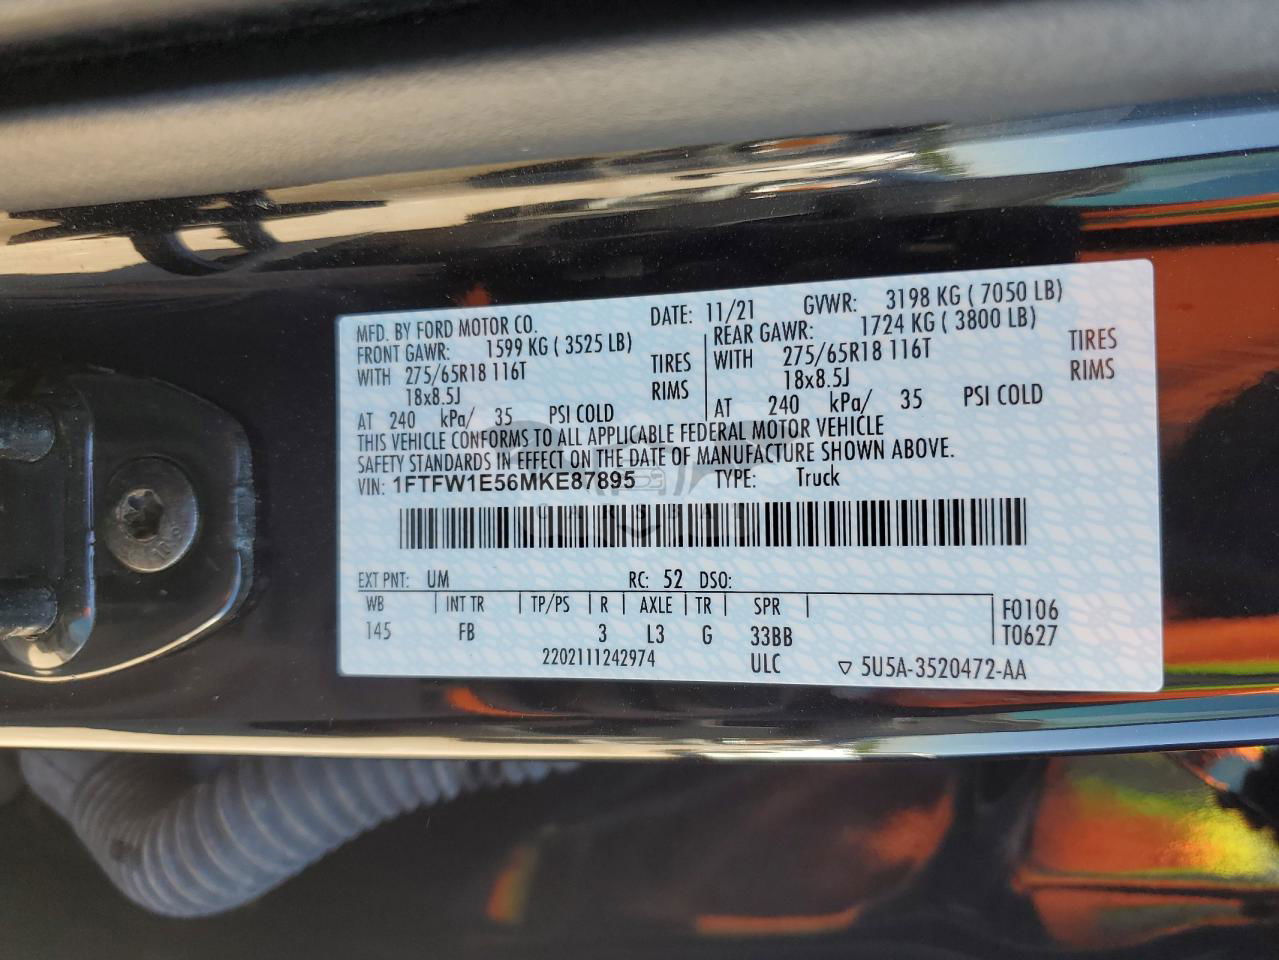 MFD. BY FORD MOTOR CO. DATE: 11/21 GVWR: 3198 KG ( 7050 LB)
FRONT GAWR: 1599 KG ( 3525 LB) REAR GAWR: 1724 KG ( 3800 LB)
WITH 275/65R18 116T TIRES WITH 275/65R18 116T TIRES
18x8.5J RIMS 18x8.5J RIMS
AT 240 kPa/ 35 PSI COLD AT 240 kPa/ 35 PSI COLD
THIS VEHICLE CONFORMS TO ALL APPLICABLE FEDERAL MOTOR VEHICLE
SAFETY STANDARDS IN EFFECT ON THE DATE OF MANUFACTURE SHOWN ABOVE.
VIN: 1FTFW1E56MKE87895 TYPE: Truck
EXT PNT: UM RC: 52 DSO:
WB INT TR TP/PS R AXLE TR SPR F0106
145 FB 3 L3 G 33BB T0627
2202111242974 ULC ▽ 5U5A-3520472-AA